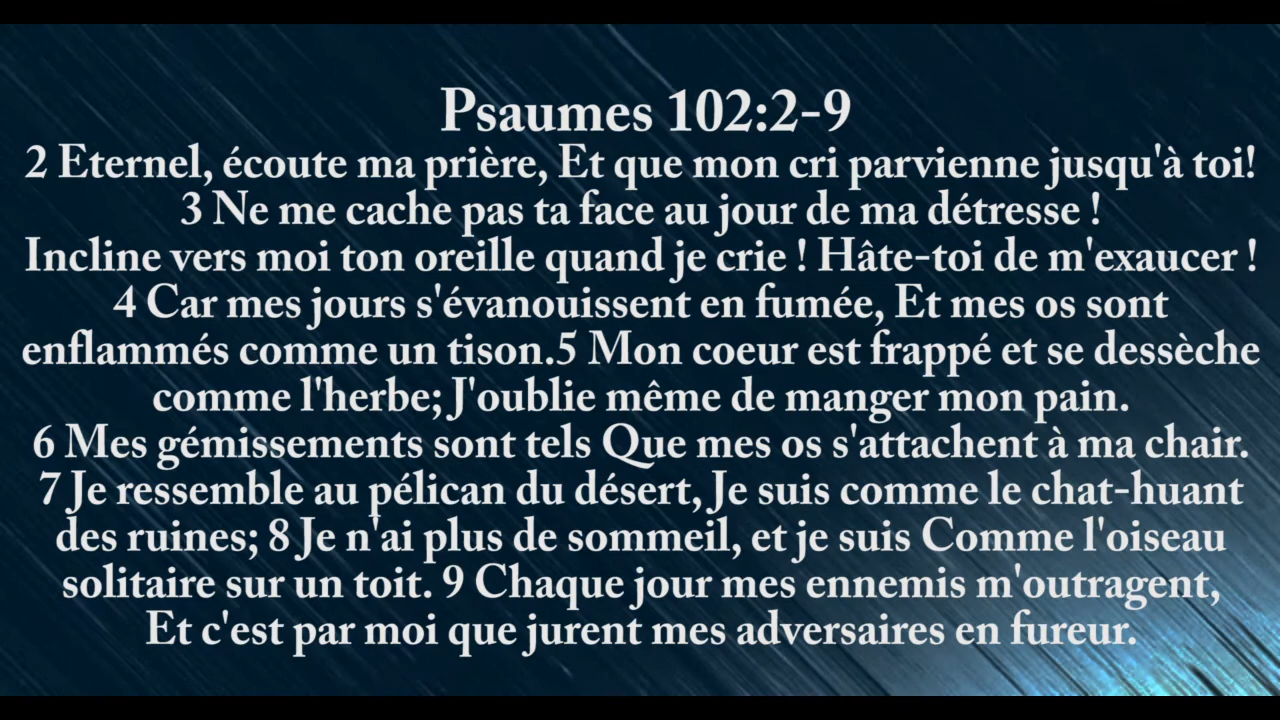 Psaumes 102:2-9
2 Eternel, écoute ma prière, Et que mon cri parvienne jusqu'à toi!
3 Ne me cache pas ta face au jour de ma détresse !
Incline vers moi ton oreille quand je crie ! Hâte-toi de m'exaucer !
4 Car mes jours s'évanouissent en fumée, Et mes os sont
enflammés comme un tison.5 Mon coeur est frappé et se dessèche
comme l'herbe; J'oublie même de manger mon pain.
6 Mes gémissements sont tels Que mes os s'attachent à ma chair.
7 Je ressemble au pélican du désert, Je suis comme le chat-huant
des ruines; 8 Je n'ai plus de sommeil, et je suis Comme l'oiseau
solitaire sur un toit. 9 Chaque jour mes ennemis m'outragent,
Et c'est par moi que jurent mes adversaires en fureur.